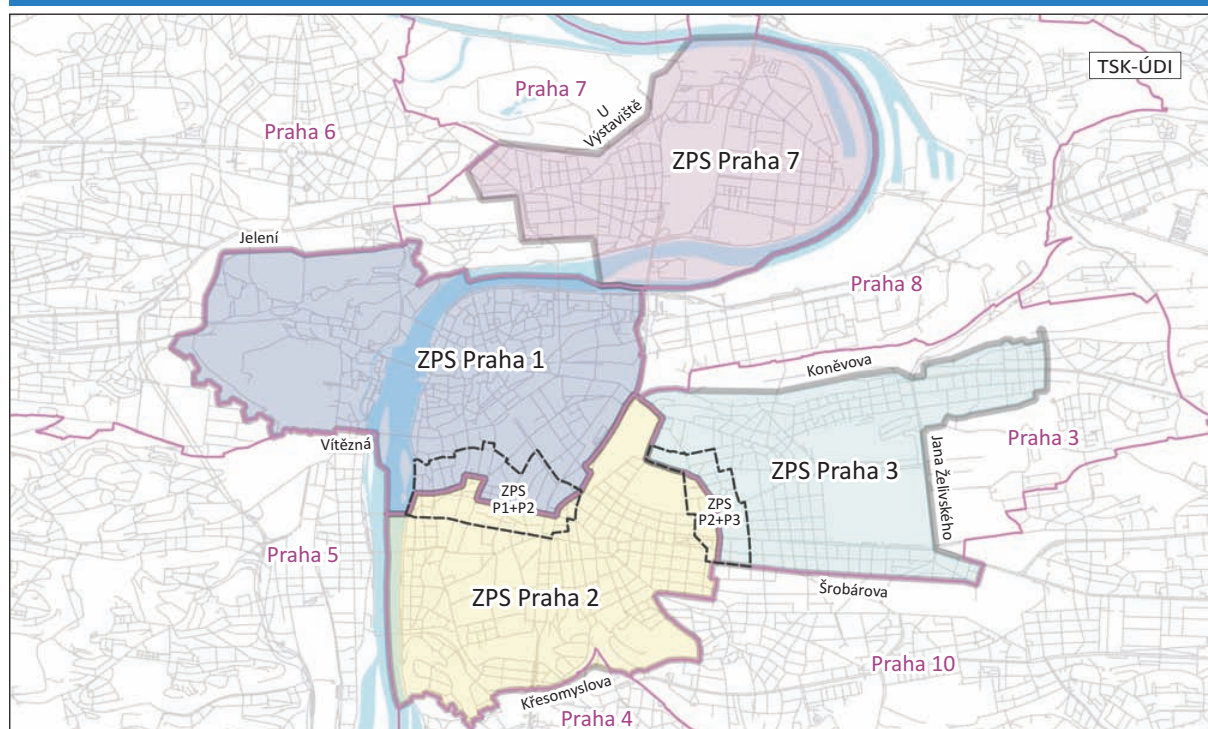 TSK-ÚDI
Praha 7
U
Výstaviště
Praha 6
ZPS Praha 7
Jelení
Praha 8
ZPS Praha 1
Koněvova
Vítězná
Praha 3
Jana Želivského
ZPS Praha 3
ZPS
P1+P2
ZPS
P2+P3
Praha 5
ZPS Praha 2
Šrobárova
Praha 10
Křesomyslova
Praha 4